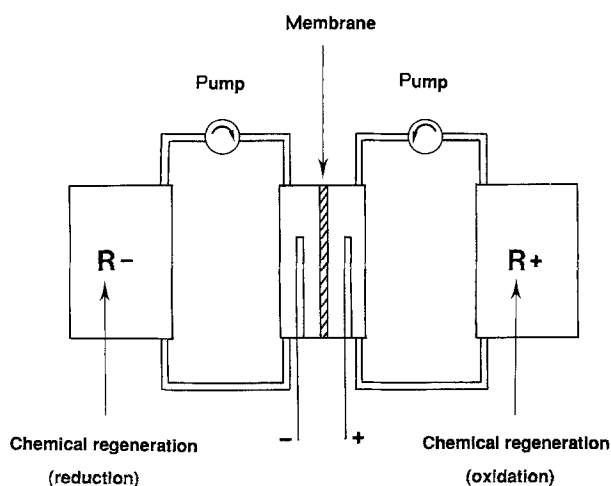 Membrane
Pump
Pump
R-
R+
- +
Chemical regeneration
(reduction)
Chemical regeneration
(oxidation)